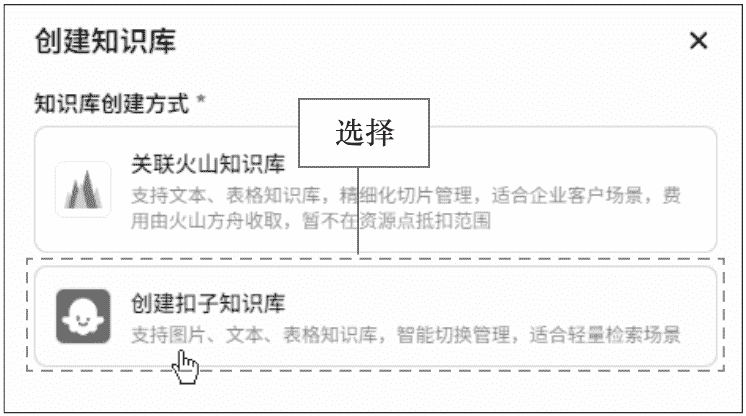 创建知识库
知识库创建方式 *
选择
关联火山知识库
支持文本、表格知识库，精细化切片管理，适合企业客户场景，费
用由火山方舟收取，暂不在资源点抵扣范围
创建扣子知识库
支持图片、文本、表格知识库，智能切换管理，适合轻量检索场景